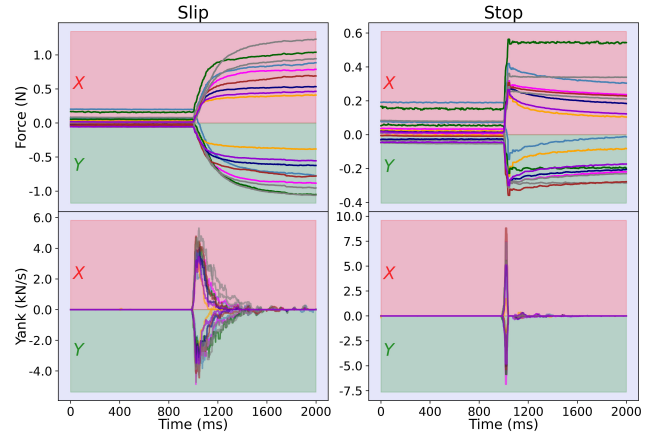 Slip
Stop
Force (N)
1.0
0.5
0.0
-0.5
-1.0
X
Y
0.6
0.4
0.2
0.0
-0.2
-0.4
X
Y
Yank (kN/s)
6.0
4.0
2.0
0.0
-2.0
-4.0
X
Y
10.0
7.5
5.0
2.5
0.0
-2.5
-5.0
-7.5
X
Y
0 400 800 1200 1600 2000
0 400 800 1200 1600 2000
Time (ms)
Time (ms)